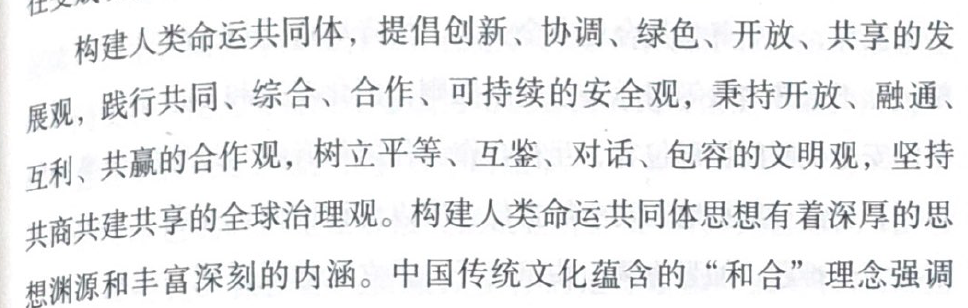 构建人类命运共同体，提倡创新、协调、绿色、开放、共享的发
展观，践行共同、综合、合作、可持续的安全观，秉持开放、融通、
互利、共赢的合作观，树立平等、互鉴、对话、包容的文明观，坚持
共商共建共享的全球治理观。构建人类命运共同体思想有着深厚的思
想渊源和丰富深刻的内涵。中国传统文化蕴含的“和合”理念强调